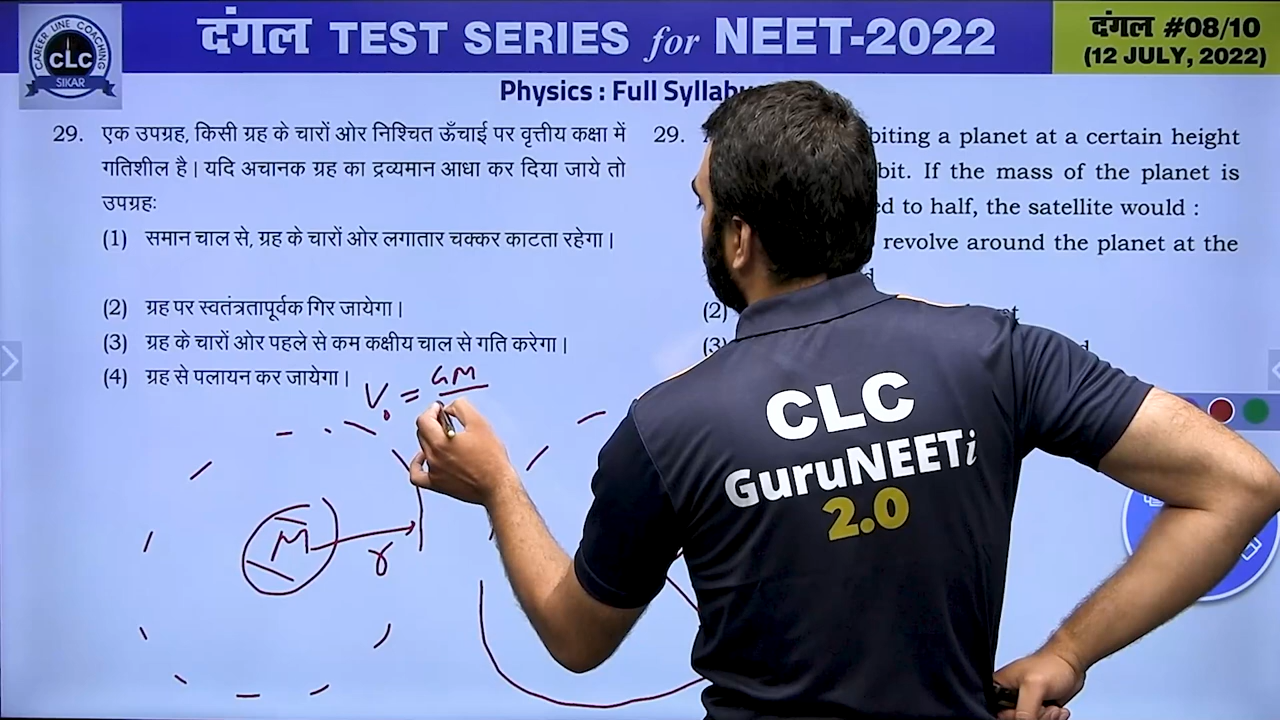 CAREER LINE COACHING
CLC
SIKAR
दंगल TEST SERIES for NEET-2022
दंगल #08/10
(12 JULY, 2022)
Physics : Full
29. एक उपग्रह, किसी ग्रह के चारों ओर निश्चित ऊँचाई पर वृत्तीय कक्षा में
गतिशील है। यदि अचानक ग्रह का द्रव्यमान आधा कर दिया जाये तो
उपग्रहः
(1) समान चाल से, ग्रह के चारों ओर लगातार चक्कर काटता रहेगा।
(2) ग्रह पर स्वतंत्रतापूर्वक गिर जायेगा।
(3) ग्रह के चारों ओर पहले से कम कक्षीय चाल से गति करेगा।
(4) ग्रह से पलायन कर जायेगा।
29.
a planet at a certain height
If the mass of the planet is
to half, the satellite would :
revolve around the planet at the
(2)
(3)
V₀ = GM
M
r
CLC
GuruNEETi
2.0